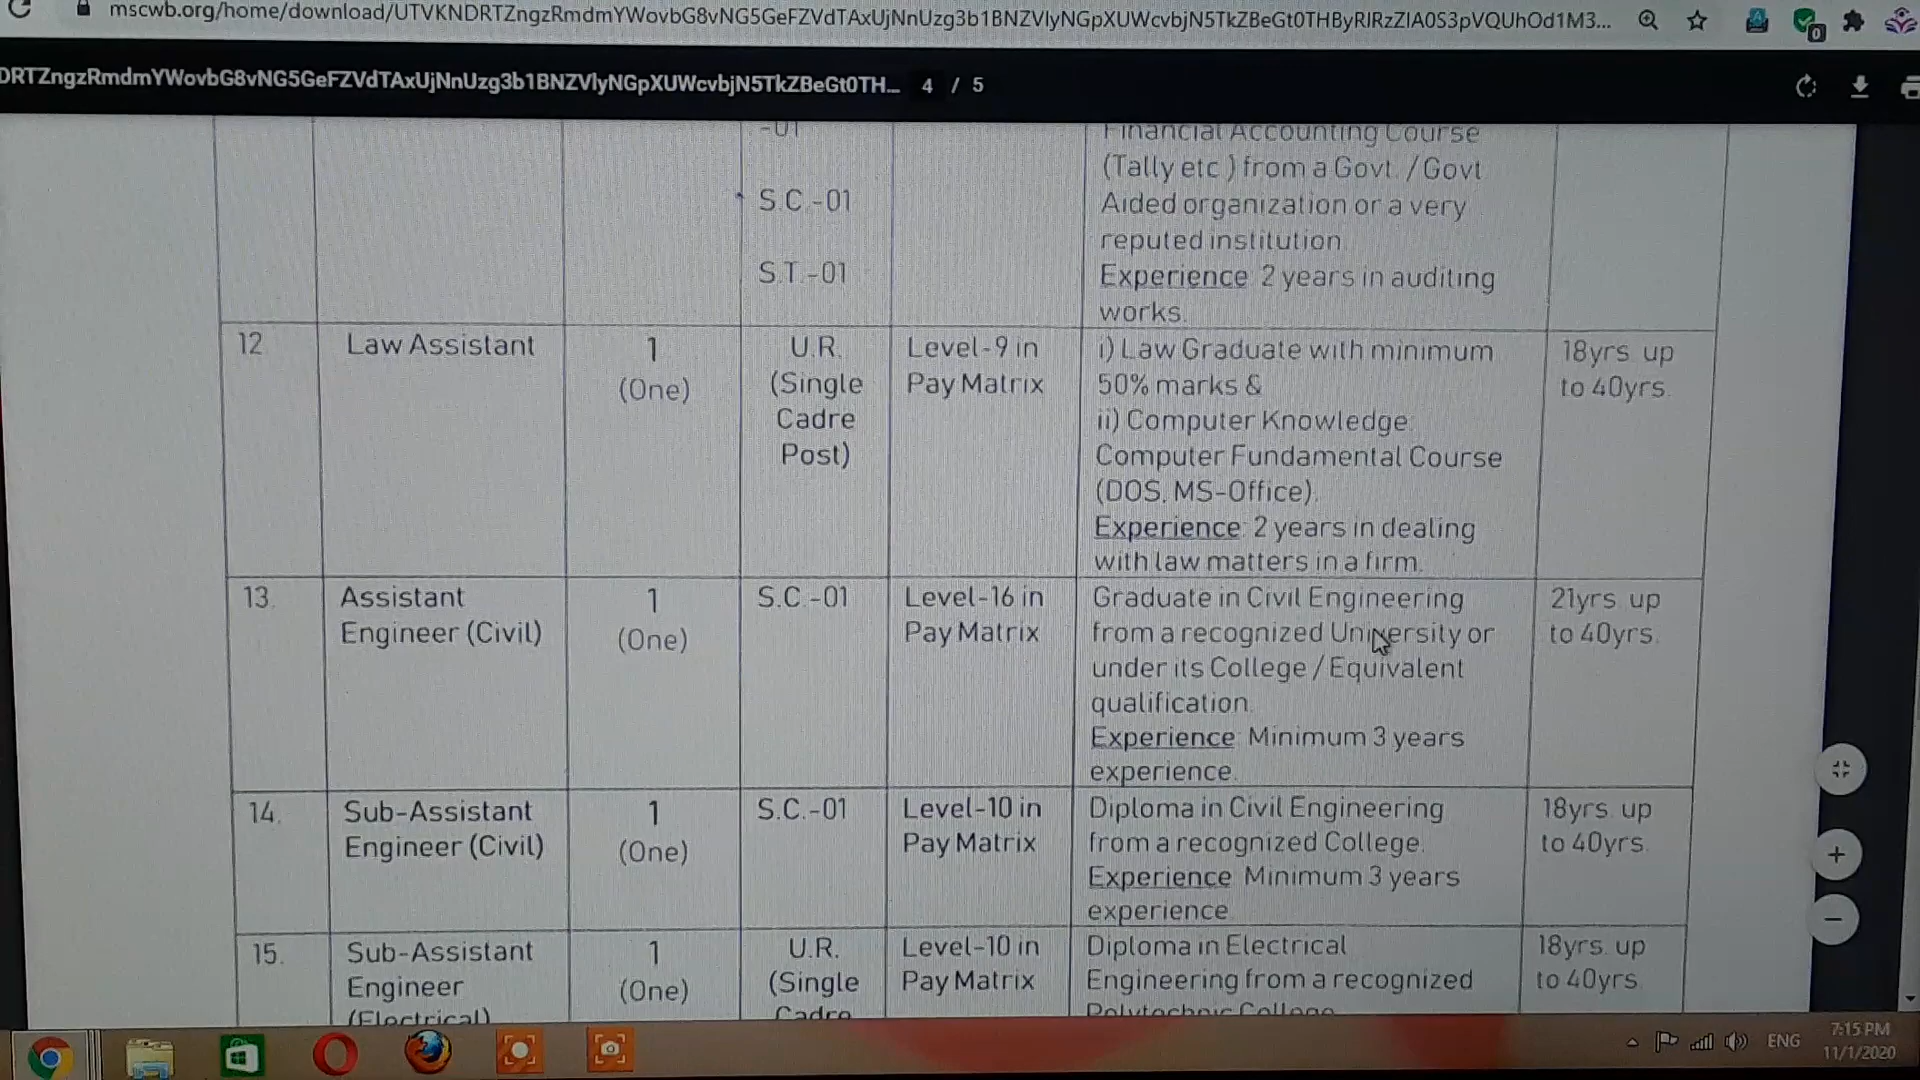 mscwb.org/home/download/UTVKNDRTZngzRmdmYWovbG8vNG5GeFZVdTAxUjNnUzg3b1BNZVlyNGpXUWcvbjN5TkZBeGt0THByRlRzZlA0S3pVQUhOd1M3...
DRTZngzRmdmYWovbG8vNG5GeFZVdTAxUjNnUzg3b1BNZVlyNGpXUWcvbjN5TkZBeGt0TH... 4 / 5
-01
S.C.-01
S.T.-01
Financial Accounting Course
(Tally etc.) from a Govt. / Govt
Aided organization or a very
reputed institution.
Experience: 2 years in auditing
works.
12
Law Assistant
1
(One)
U.R.
(Single
Cadre
Post)
Level-9 in
Pay Matrix
i) Law Graduate with minimum
50% marks &
ii) Computer Knowledge:
Computer Fundamental Course
(DOS, MS-Office).
Experience: 2 years in dealing
with law matters in a firm.
18yrs. up
to 40yrs.
13.
Assistant
Engineer (Civil)
1
(One)
S.C.-01
Level-16 in
Pay Matrix
Graduate in Civil Engineering
from a recognized University or
under its College / Equivalent
qualification.
Experience: Minimum 3 years
experience.
21yrs. up
to 40yrs.
14.
Sub-Assistant
Engineer (Civil)
1
(One)
S.C.-01
Level-10 in
Pay Matrix
Diploma in Civil Engineering
from a recognized College.
Experience: Minimum 3 years
experience.
18yrs. up
to 40yrs.
15.
Sub-Assistant
Engineer
(Electrical)
1
(One)
U.R.
(Single
Cadre
Level-10 in
Pay Matrix
Diploma in Electrical
Engineering from a recognized
Polytechnic College.
18yrs. up
to 40yrs.
0
ENG
7:15 PM
11/1/2020